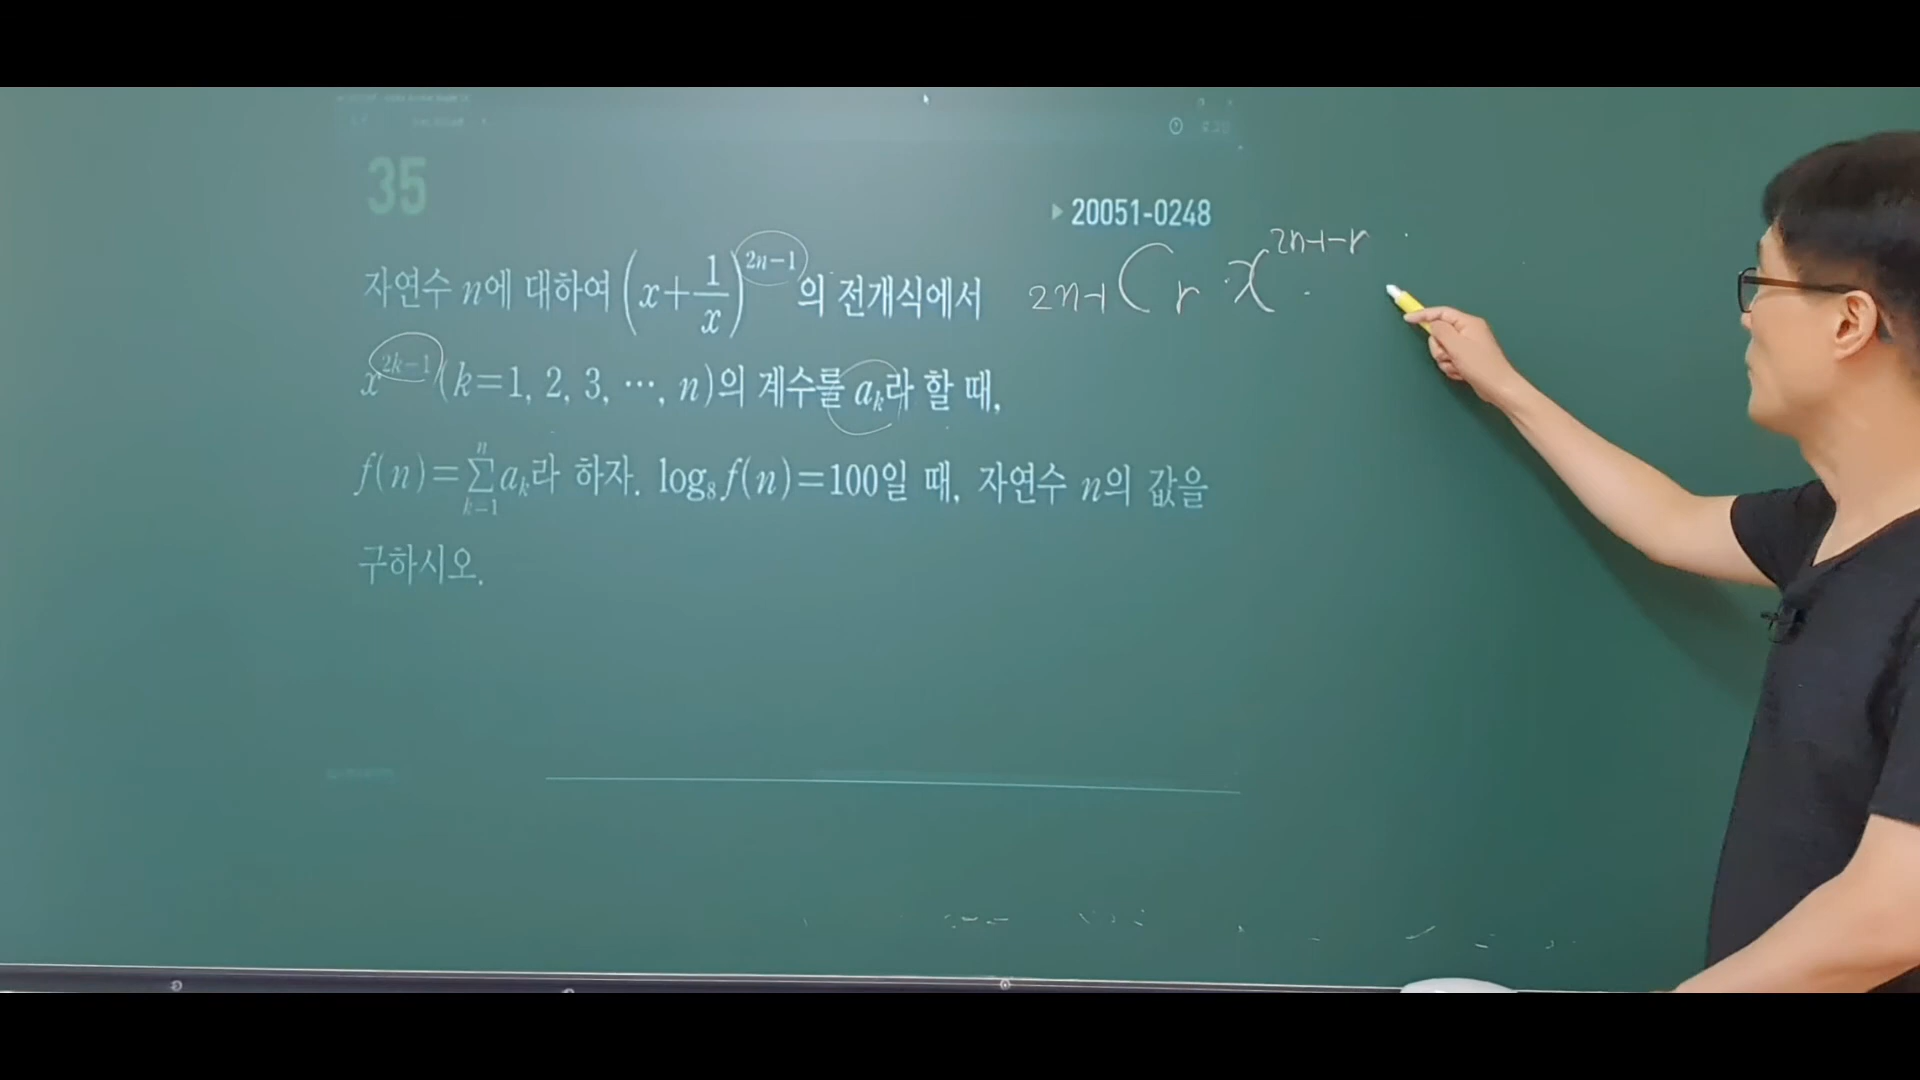 35
▶ 20051-0248
자연수 n에 대하여 (x+1/x)^{2n-1}의 전개식에서
x^{2k-1}(k=1, 2, 3, ⋯, n)의 계수를 a_k라 할 때,
f(n)=∑_{k=1}^{n} a_k라 하자. log_8 f(n)=100일 때, 자연수 n의 값을
구하시오.
_{2n-1}C_r · x^{2n-1-r}